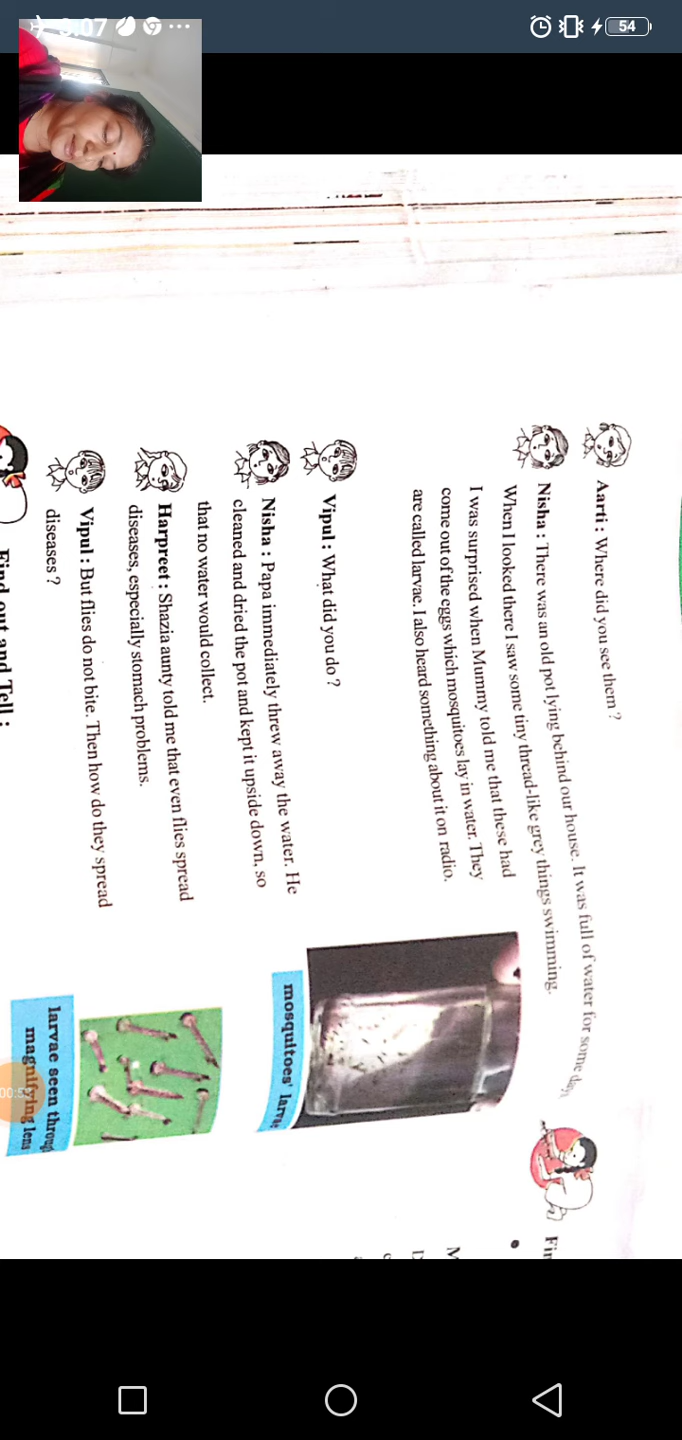 :07
54
Aarti : Where did you see them ?
Nisha : There was an old pot lying behind our house. It was full of water for some
When I looked there I saw some tiny thread-like grey things swimming.
I was surprised when Mummy told me that these had
come out of the eggs which mosquitoes lay in water. They
are called larvae. I also heard something about it on radio.
Vipul : What did you do ?
Nisha : Papa immediately threw away the water. He
cleaned and dried the pot and kept it upside down, so
that no water would collect.
Harpreet : Shazia aunty told me that even flies spread
diseases, especially stomach problems.
Vipul : But flies do not bite. Then how do they spread
diseases ?
Find out and Tell :
mosquitoes' larvae
larvae seen throug
magnifying lens